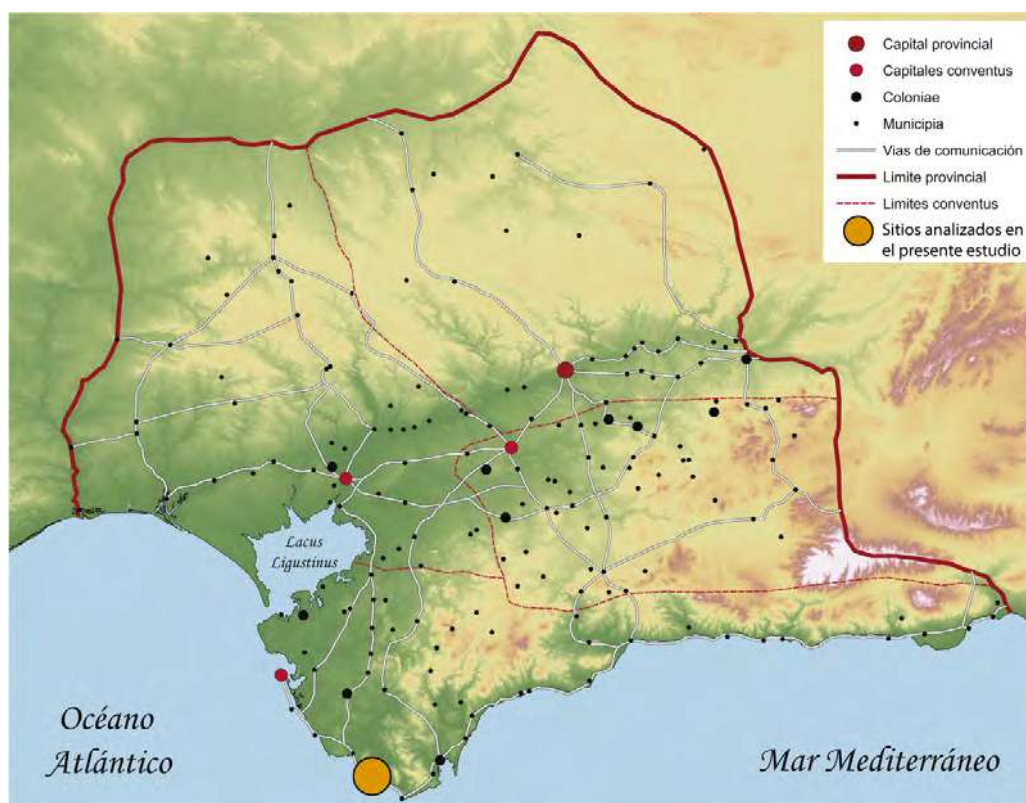 Capital provincial
Capitales conventus
Coloniae
Municipia
Vias de comunicación
Limite provincial
Limites conventus
Sitios analizados en
el presente estudio
Lacus
Ligustinus
Océano
Atlántico
Mar Mediterráneo